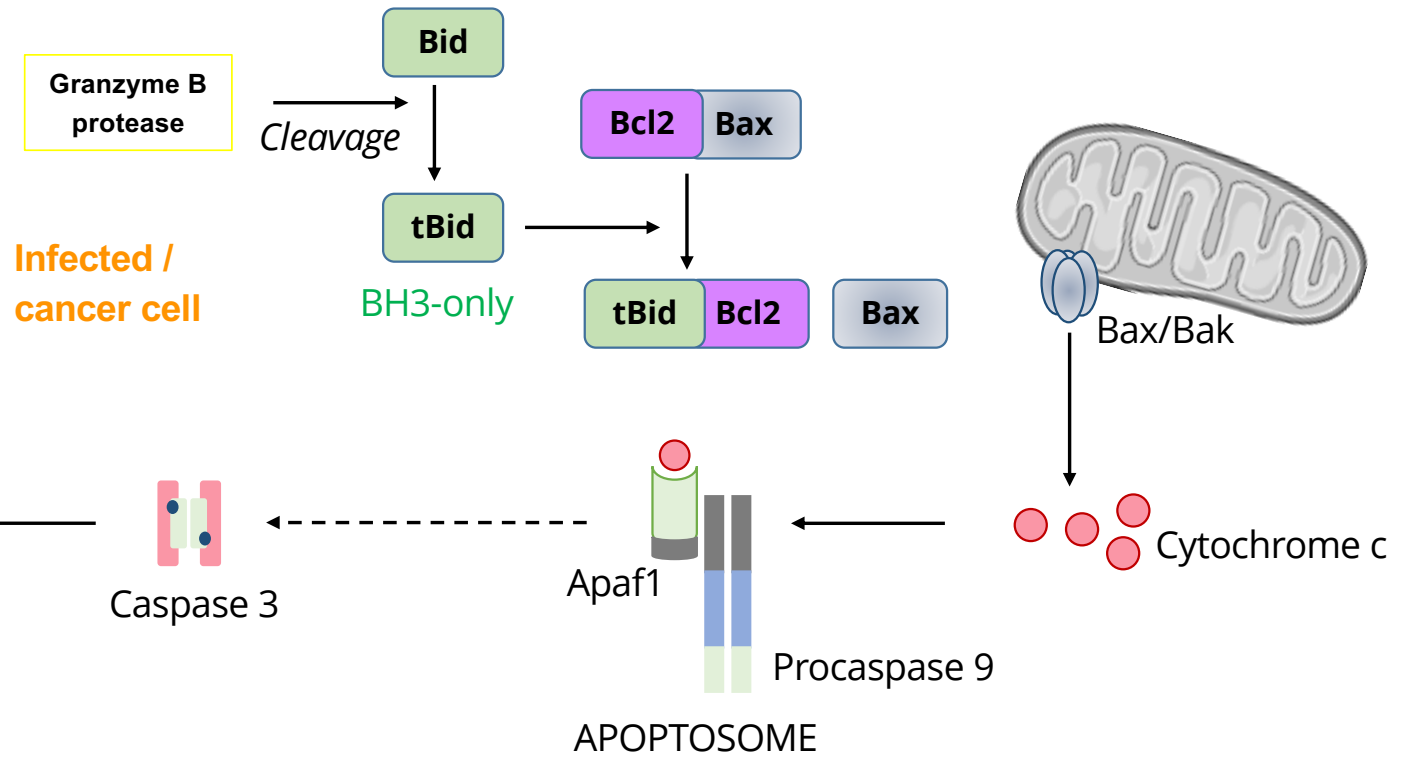 Bid
Granzyme B
protease
Cleavage
Bcl2 Bax
tBid
Infected /
cancer cell
BH3-only
tBid Bcl2 Bax
Bax/Bak
Cytochrome c
Apaf1
Caspase 3
Procaspase 9
APOPTOSOME